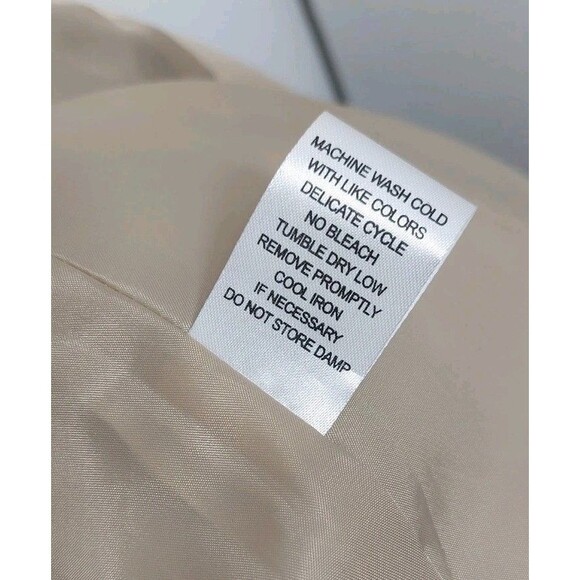 MACHINE WASH COLD
WITH LIKE COLORS
DELICATE CYCLE
NO BLEACH
TUMBLE DRY LOW
REMOVE PROMPTLY
COOL IRON
IF NECESSARY
DO NOT STORE DAMP